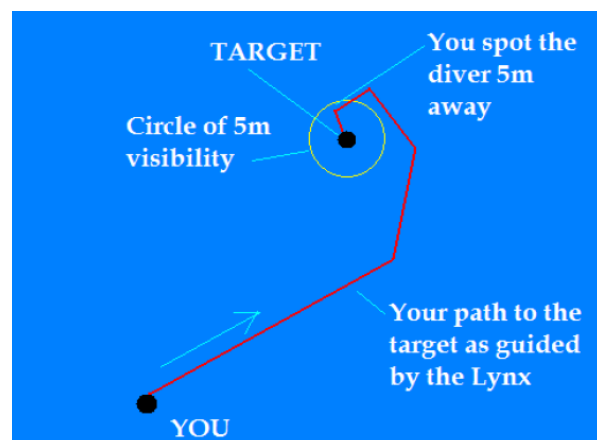 TARGET
You spot the
diver 5m
away
Circle of 5m
visibility
Your path to the
target as guided
by the Lynx
YOU